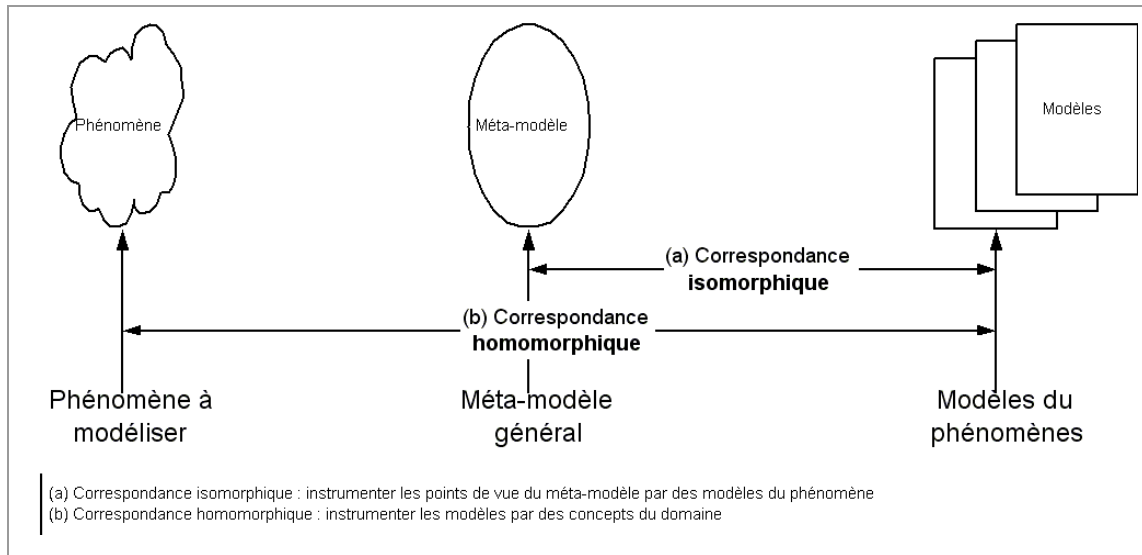 Phénomène
Méta-modèle
Modèles
(a) Correspondance
isomorphique
(b) Correspondance
homomorphique
Phénomène à
modéliser
Méta-modèle
général
Modèles du
phénomènes
(a) Correspondance isomorphique : instrumenter les points de vue du méta-modèle par des modèles du phénomène
(b) Correspondance homomorphique : instrumenter les modèles par des concepts du domaine